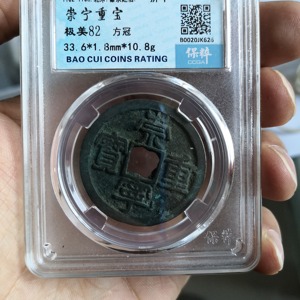 崇宁重宝
极美82 方冠
33.6*1.8mm*10.8g
BAO CUI COINS RATING
保粹
崇
寶 重
寧